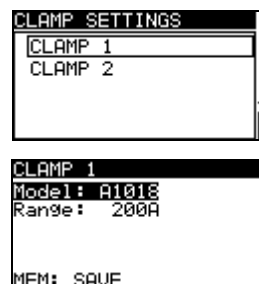 CLAMP SETTINGS
CLAMP 1
CLAMP 2
CLAMP 1
Model: A1018
Range: 200A
MEM: SAVE